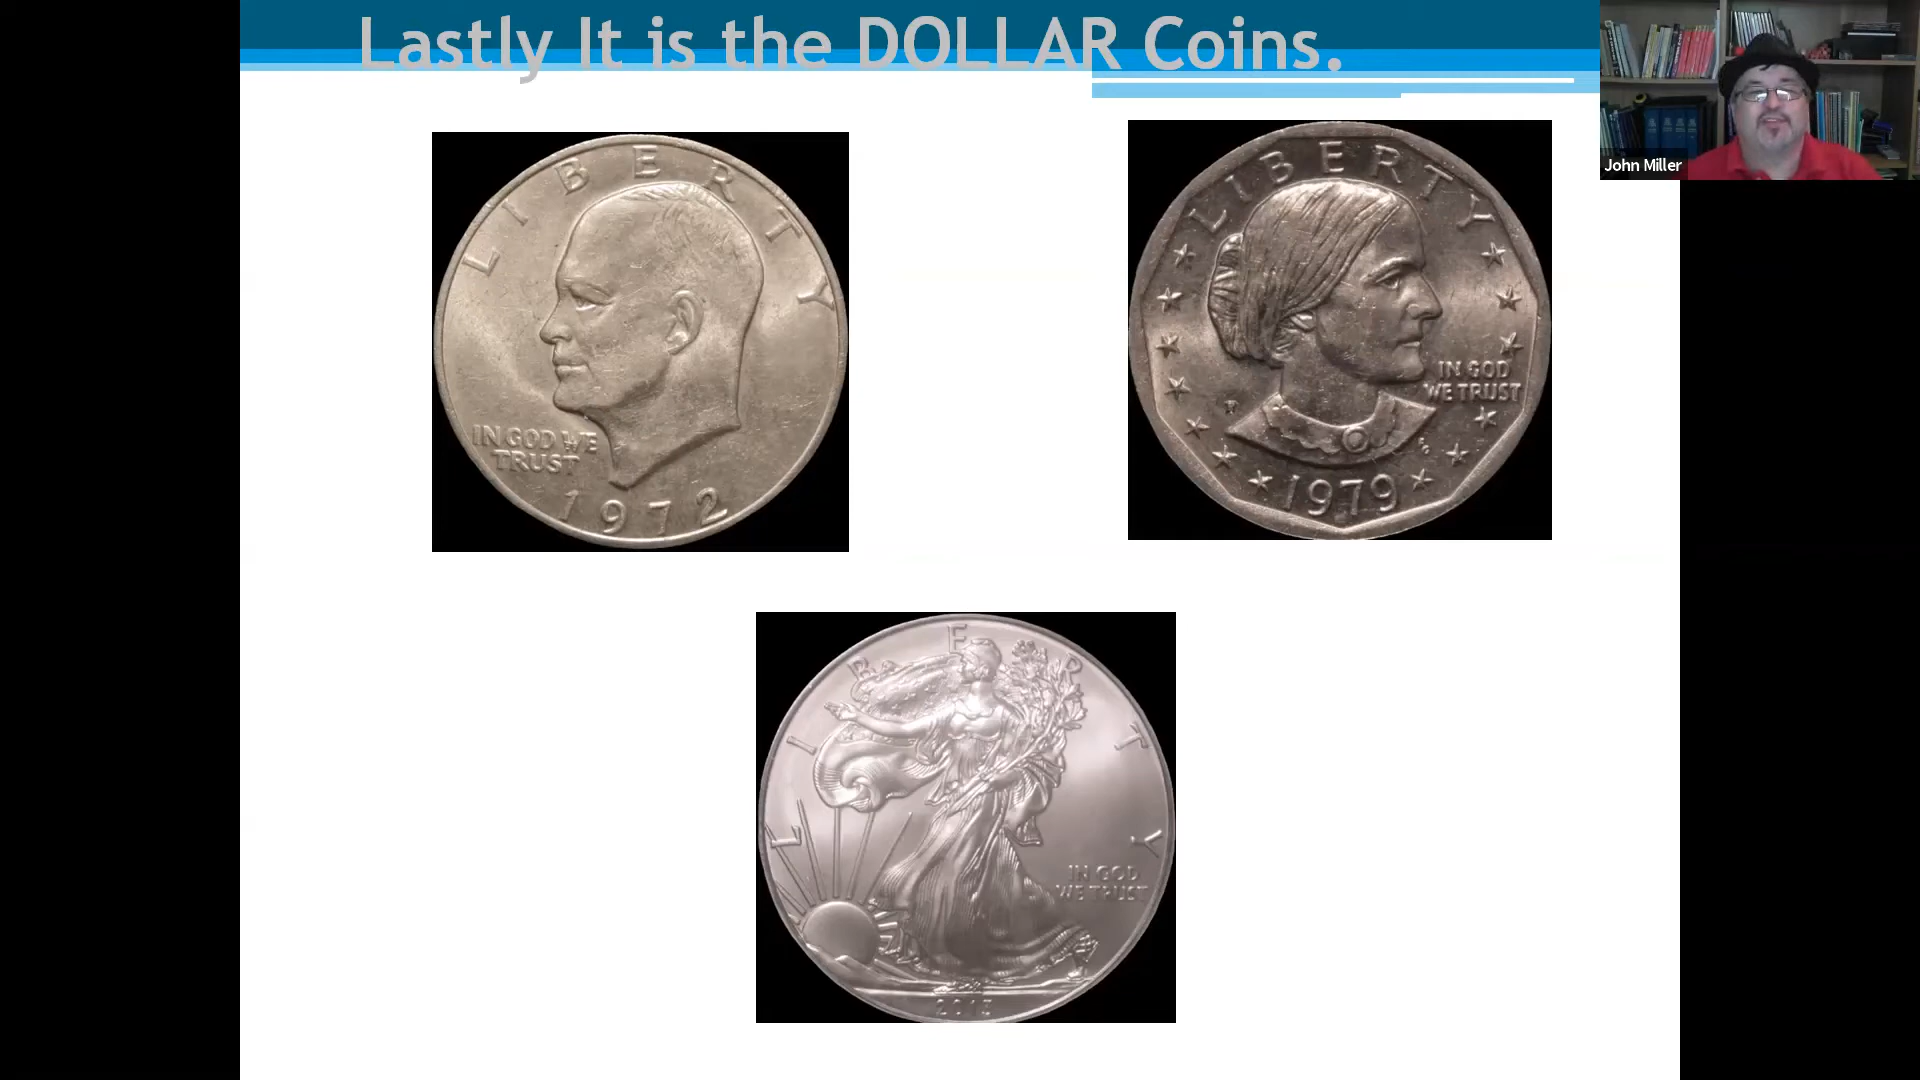 Lastly It is the DOLLAR Coins.
John Miller
LIBERTY
IN GOD WE
TRUST
1972
LIBERTY
IN GOD
WE TRUST
1979
LIBERTY
IN GOD
WE TRUST